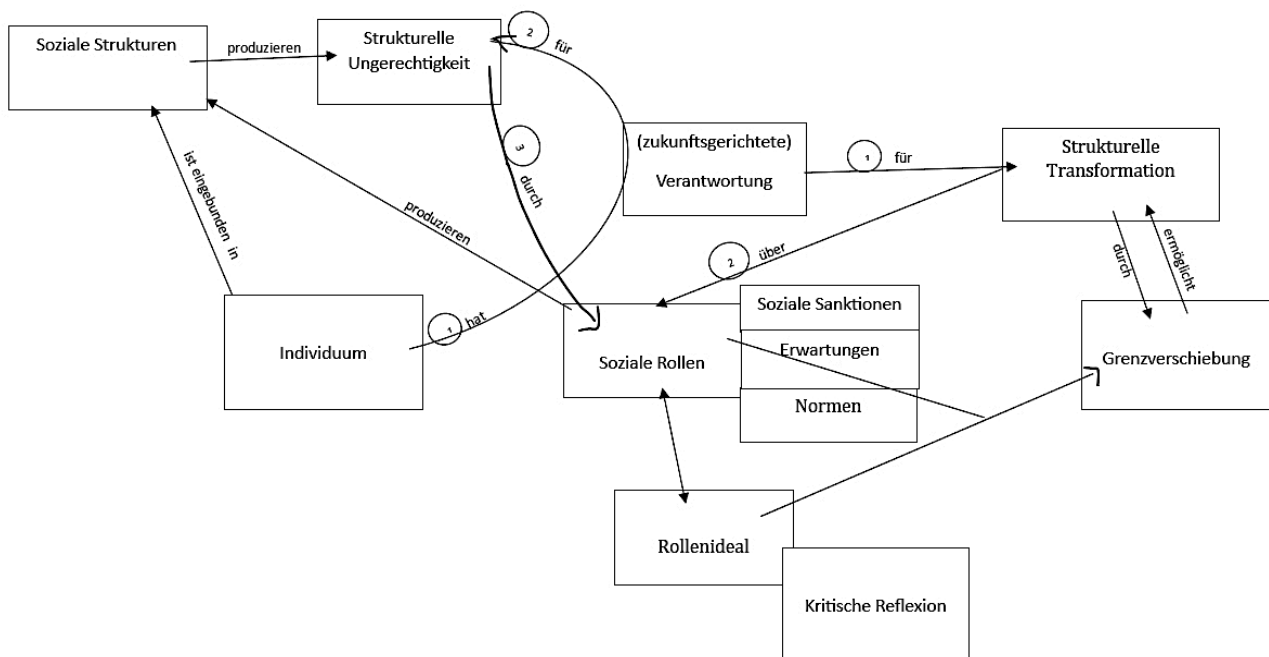 Soziale Strukturen
produzieren
Strukturelle
Ungerechtigkeit
2
für
3
durch
(zukunftsgerichtete)
Verantwortung
1
für
Strukturelle
Transformation
ist eingebunden in
produzieren
2
über
durch
ermöglicht
Individuum
1
hat
Soziale Rollen
Soziale Sanktionen
Erwartungen
Normen
Grenzverschiebung
Rollenideal
Kritische Reflexion